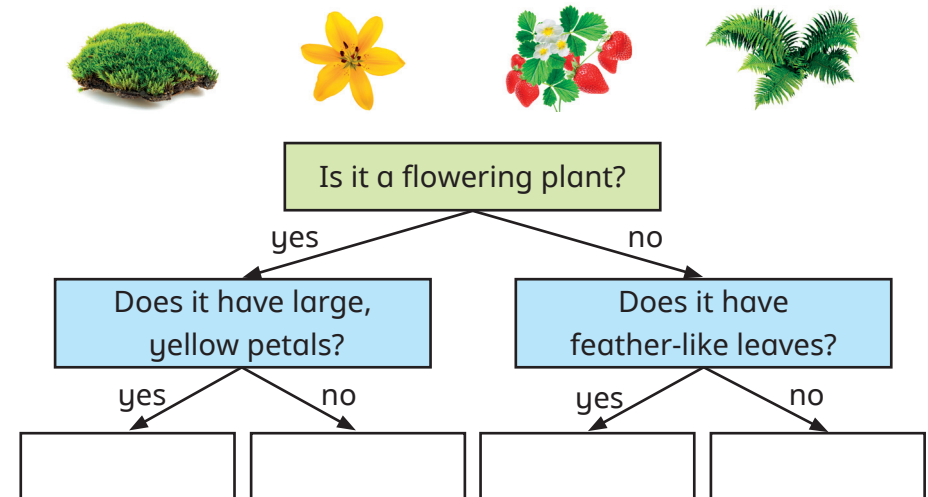 Is it a flowering plant?
yes
no
Does it have large,
yellow petals?
Does it have
feather-like leaves?
yes
no
yes
no